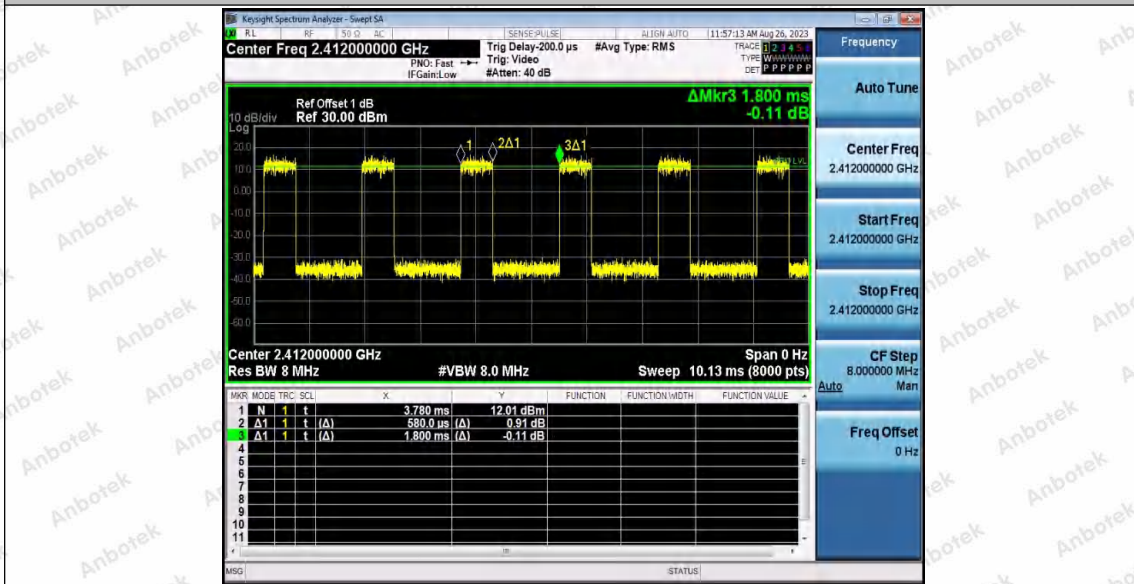 Keysight Spectrum Analyzer - Swept SA
RL RF 50 Ω AC SENSE:PULSE ALIGN AUTO 11:57:13 AM Aug 26, 2023
Center Freq 2.412000000 GHz Trig Delay-200.0 µs #Avg Type: RMS TRACE 1 2 3 4 5 6
PNO: Fast Trig: Video TYPE W
IFGain:Low #Atten: 40 dB DET P P P P P P
ΔMkr3 1.800 ms
-0.11 dB
Ref Offset 1 dB
10 dB/div Ref 30.00 dBm
Log
20.0
10.0
0.00
-10.0
-20.0
-30.0
-40.0
-50.0
-60.0
1 2Δ1 3Δ1
Center 2.412000000 GHz Span 0 Hz
Res BW 8 MHz #VBW 8.0 MHz Sweep 10.13 ms (8000 pts)
MKR MODE TRC SCL X Y FUNCTION FUNCTION WIDTH FUNCTION VALUE
1 N 1 t 3.780 ms 12.01 dBm
2 Δ1 1 t (Δ) 580.0 µs (Δ) 0.91 dB
3 Δ1 1 t (Δ) 1.800 ms (Δ) -0.11 dB
4
5
6
7
8
9
10
11
MSG STATUS
Frequency
Auto Tune
Center Freq
2.412000000 GHz
Start Freq
2.412000000 GHz
Stop Freq
2.412000000 GHz
CF Step
8.000000 MHz
Auto Man
Freq Offset
0 Hz
Anbotek